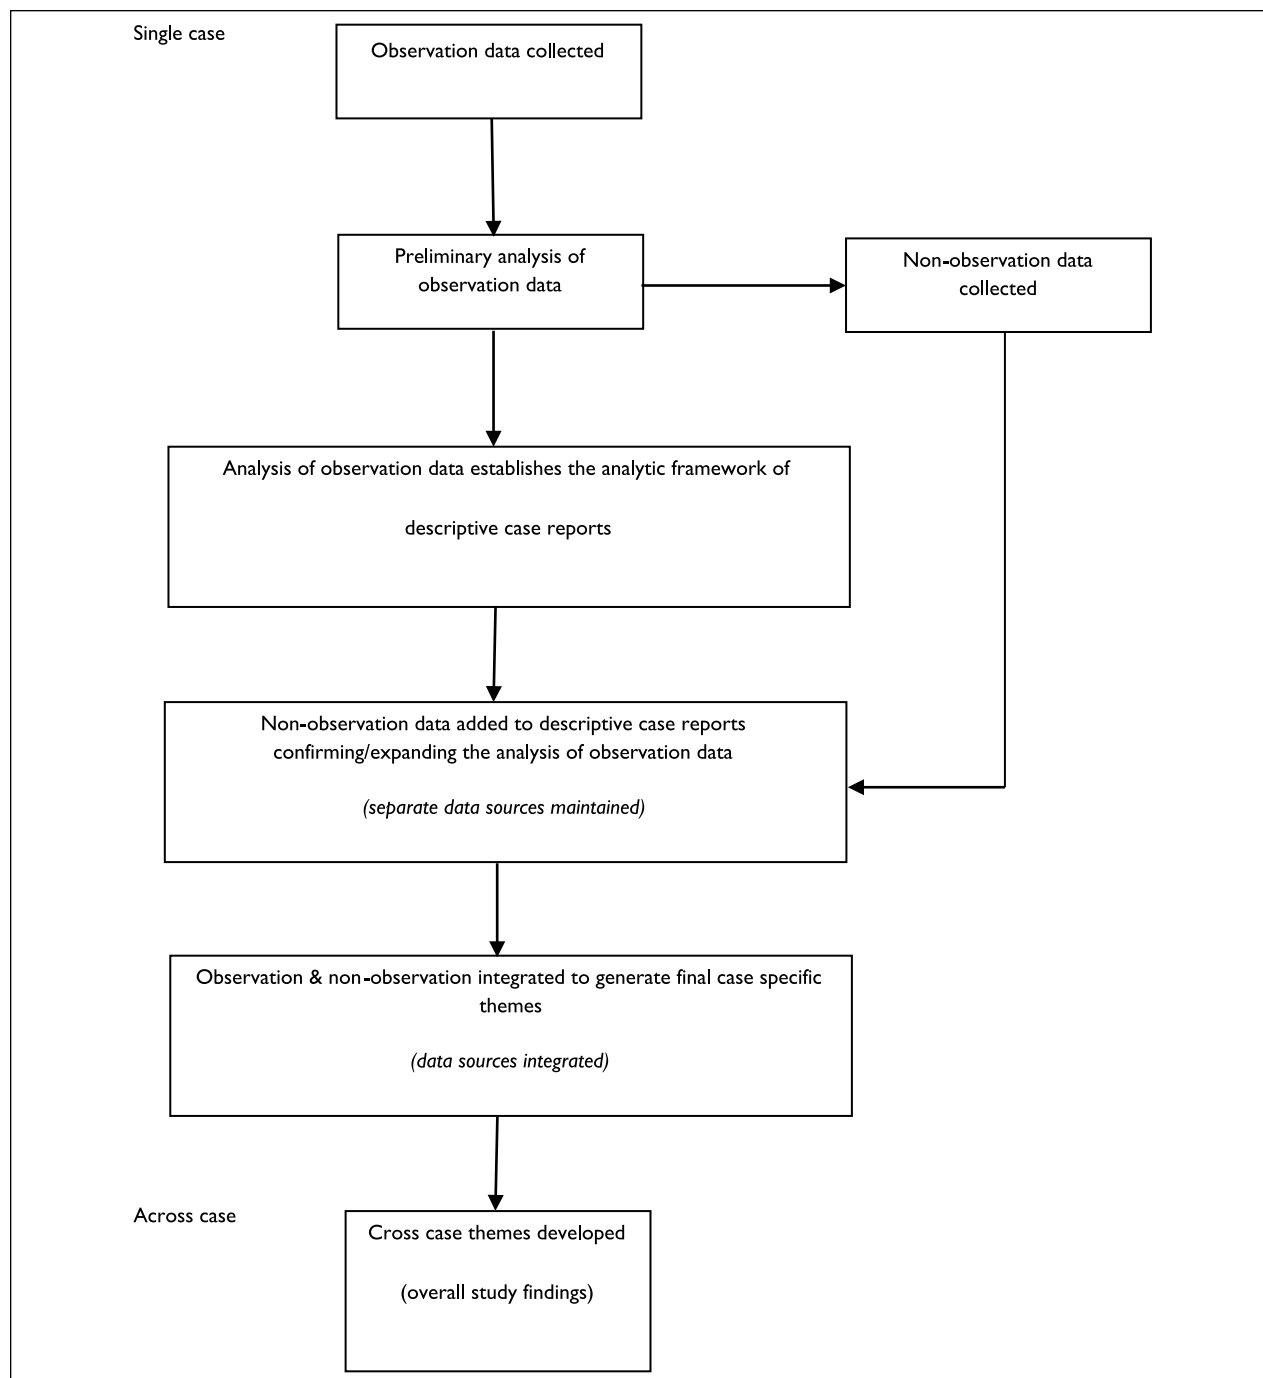 Single case
Observation data collected
Preliminary analysis of
observation data
Non-observation data
collected
Analysis of observation data establishes the analytic framework of
descriptive case reports
Non-observation data added to descriptive case reports
confirming/expanding the analysis of observation data
(separate data sources maintained)
Observation & non-observation integrated to generate final case specific
themes
(data sources integrated)
Across case
Cross case themes developed
(overall study findings)